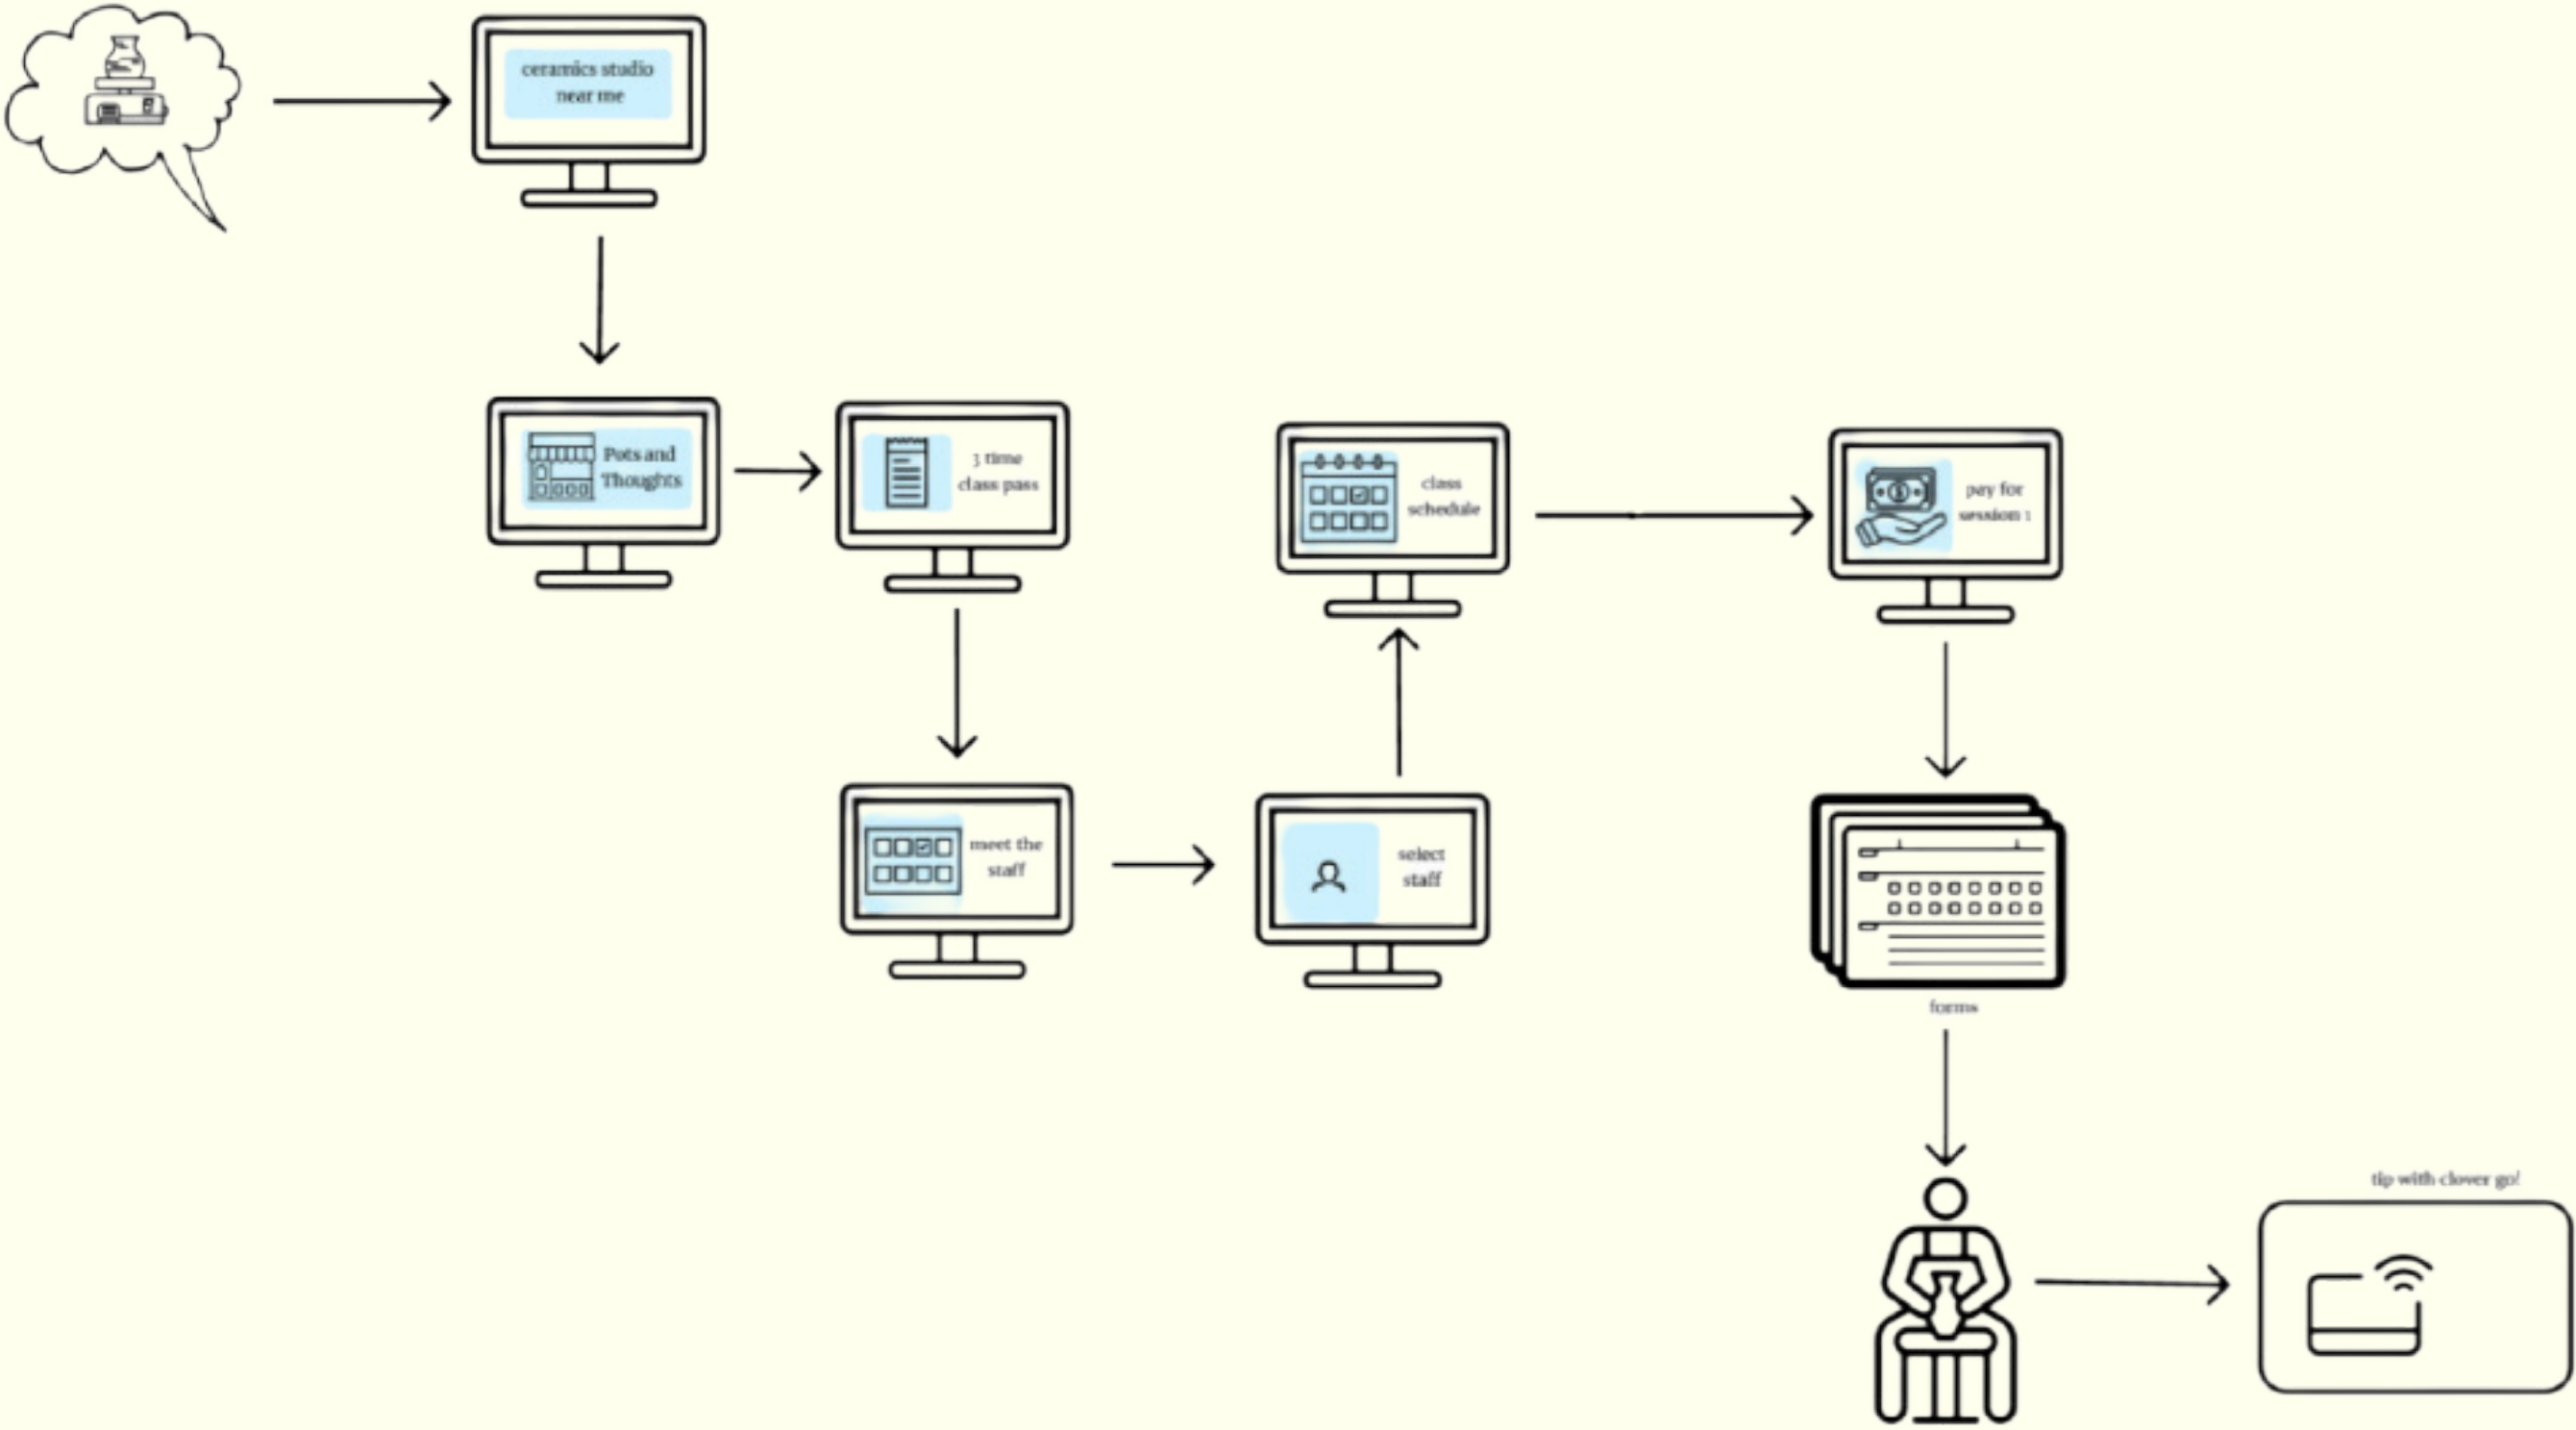 ceramics studio
near me
Pots and
Thoughts
3 time
class pass
class
schedule
pay for
session 1
meet the
staff
select
staff
forms
tip with clover go!